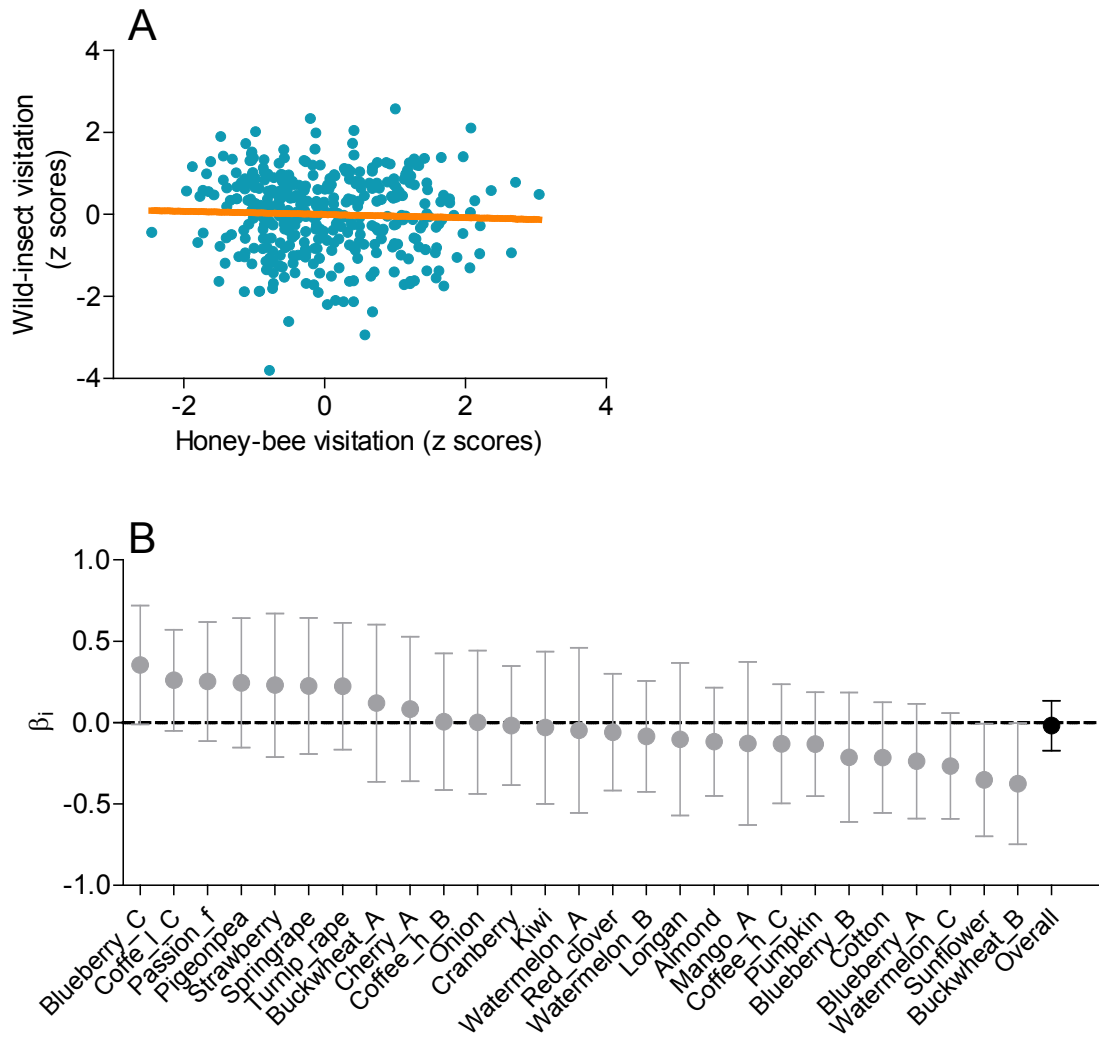 A
4
2
0
-2
-4
Wild-insect visitation
(z scores)
-2
0
2
4
Honey-bee visitation (z scores)
B
1.0
0.5
0.0
-0.5
-1.0
βi
Blueberry_C
Coffe_l_C
Passion_f
Pigeonpea
Strawberry
Springrape
Turnip_rape
Buckwheat_A
Cherry_A
Coffee_h_B
Onion
Cranberry
Kiwi
Watermelon_A
Red_clover
Watermelon_B
Longan
Almond
Mango_A
Coffee_h_C
Pumpkin
Blueberry_B
Cotton
Blueberry_A
Watermelon_C
Sunflower
Buckwheat_B
Overall